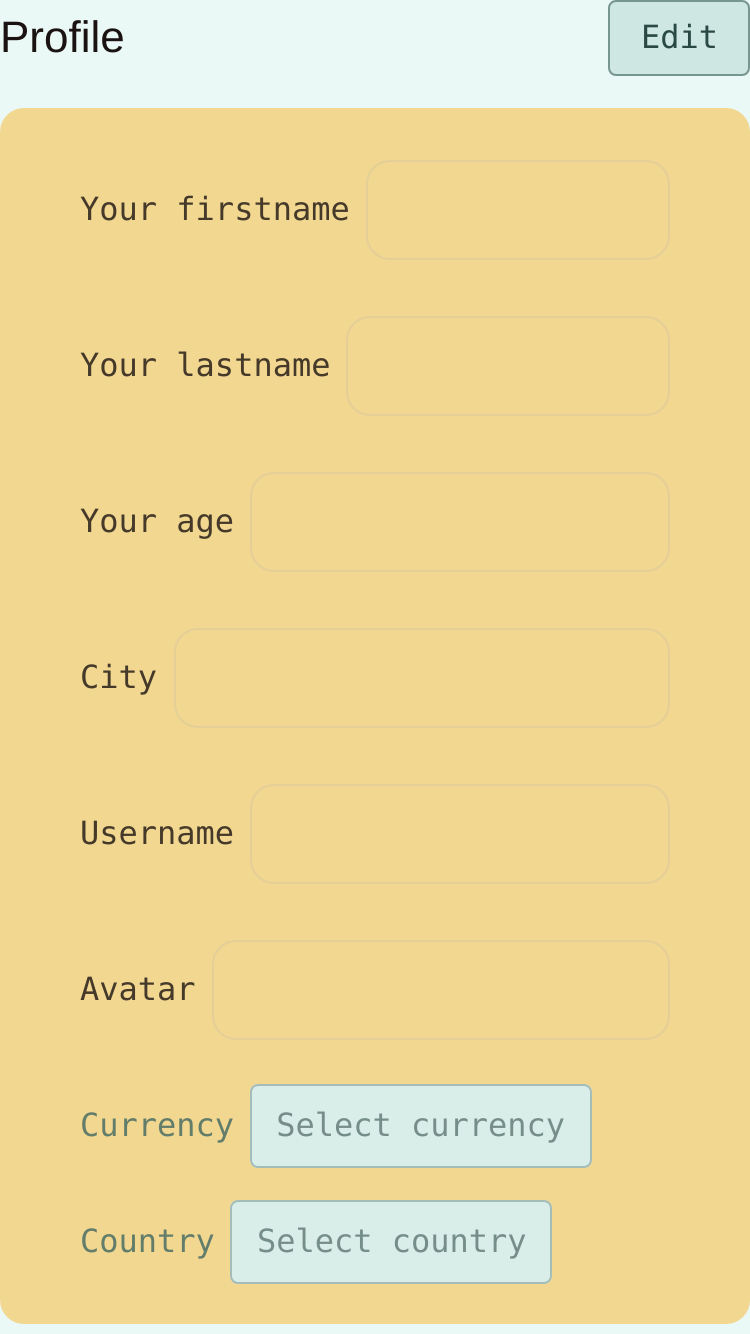 Profile
Edit
Your firstname
Your lastname
Your age
City
Username
Avatar
Currency Select currency
Country Select country